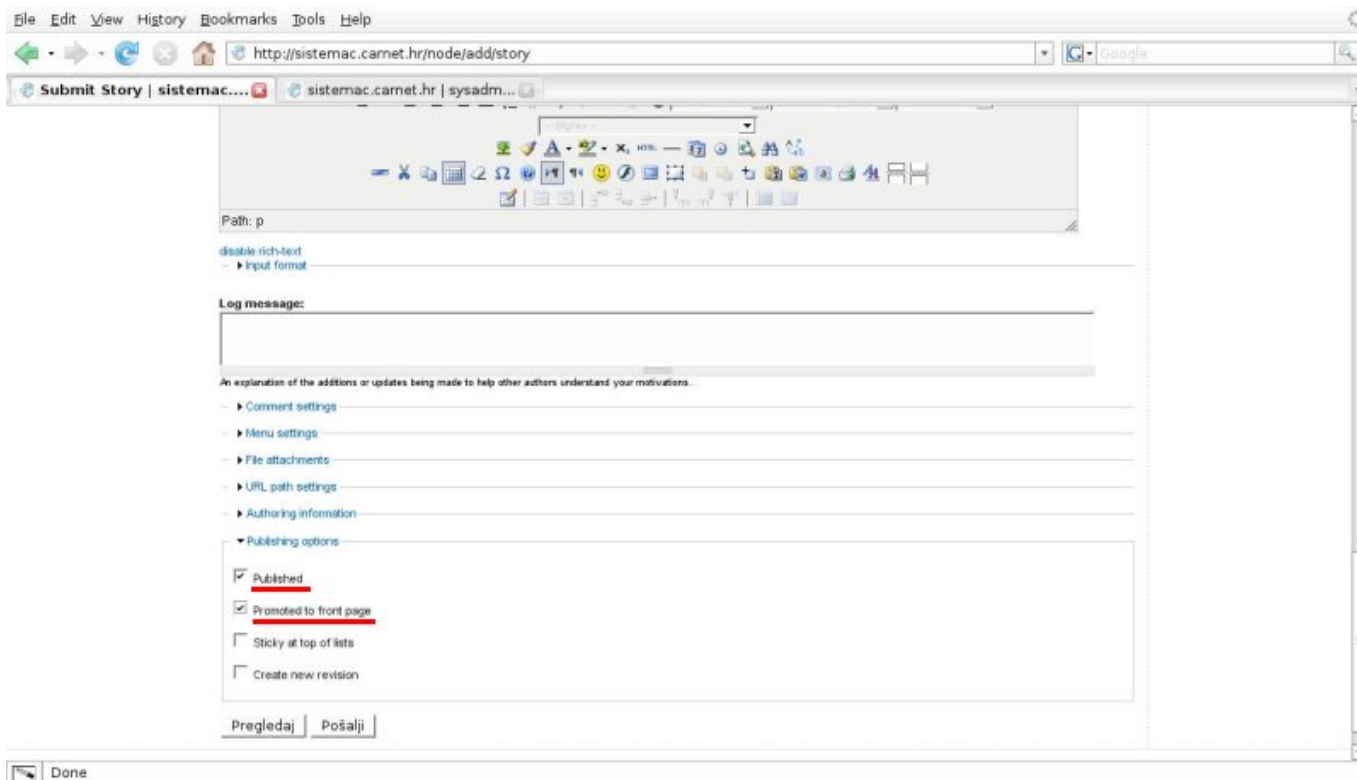 File Edit View History Bookmarks Tools Help
http://sistemac.carnet.hr/node/add/story
Google
Submit Story | sistemac....
sistemac.carnet.hr | sysadm...
-- Styles --
HTML
Path: p
disable rich-text
Input format
Log message:
An explanation of the additions or updates being made to help other authors understand your motivations.
Comment settings
Menu settings
File attachments
URL path settings
Authoring information
Publishing options
Published
Promoted to front page
Sticky at top of lists
Create new revision
Pregledaj Pošalji
Done